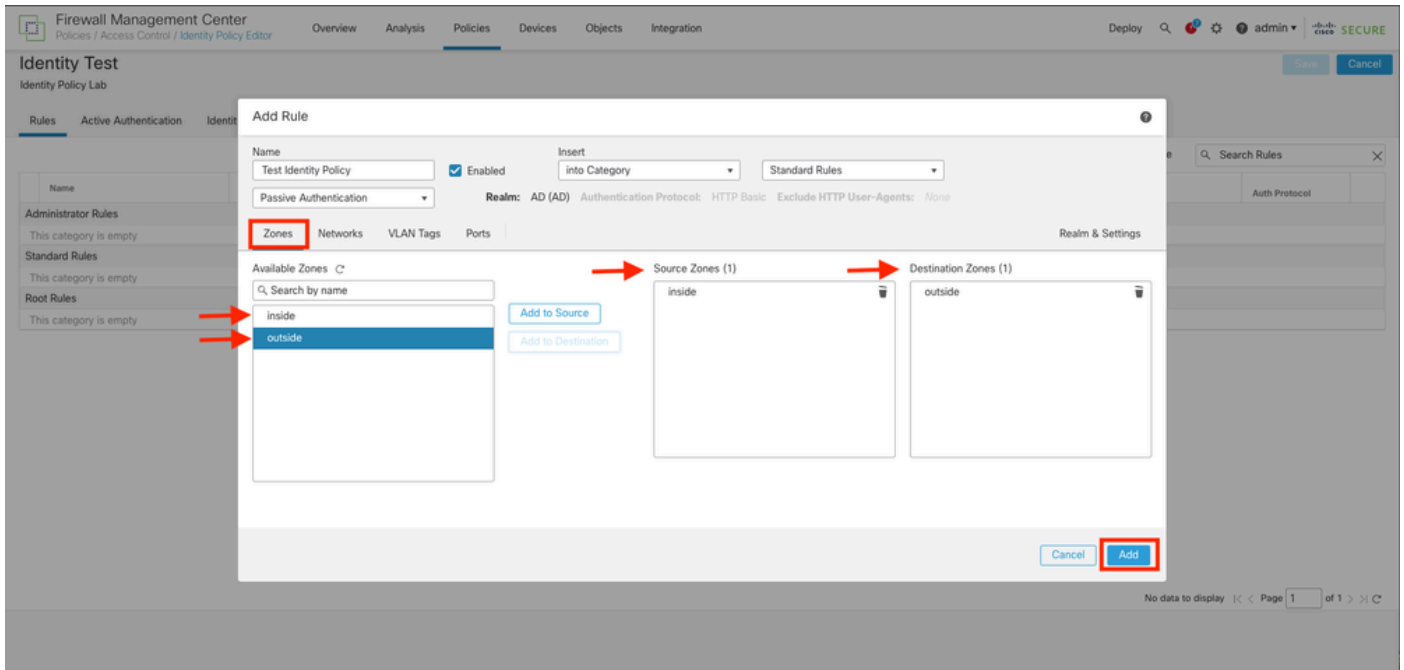 Firewall Management Center
Policies / Access Control / Identity Policy Editor
Overview Analysis Policies Devices Objects Integration
Deploy admin SECURE
Identity Test
Save Cancel
Identity Policy Lab
Rules Active Authentication Identit
Add Rule
Name Insert
Test Identity Policy Enabled into Category Standard Rules
Search Rules
Passive Authentication Realm: AD (AD) Authentication Protocol: HTTP Basic Exclude HTTP User-Agents: None
Name Auth Protocol
Administrator Rules
This category is empty
Standard Rules
This category is empty
Root Rules
This category is empty
Zones Networks VLAN Tags Ports Realm & Settings
Available Zones Source Zones (1) Destination Zones (1)
Search by name
inside
outside
Add to Source
Add to Destination
inside
outside
Cancel Add
No data to display |< < Page 1 of 1 > >|